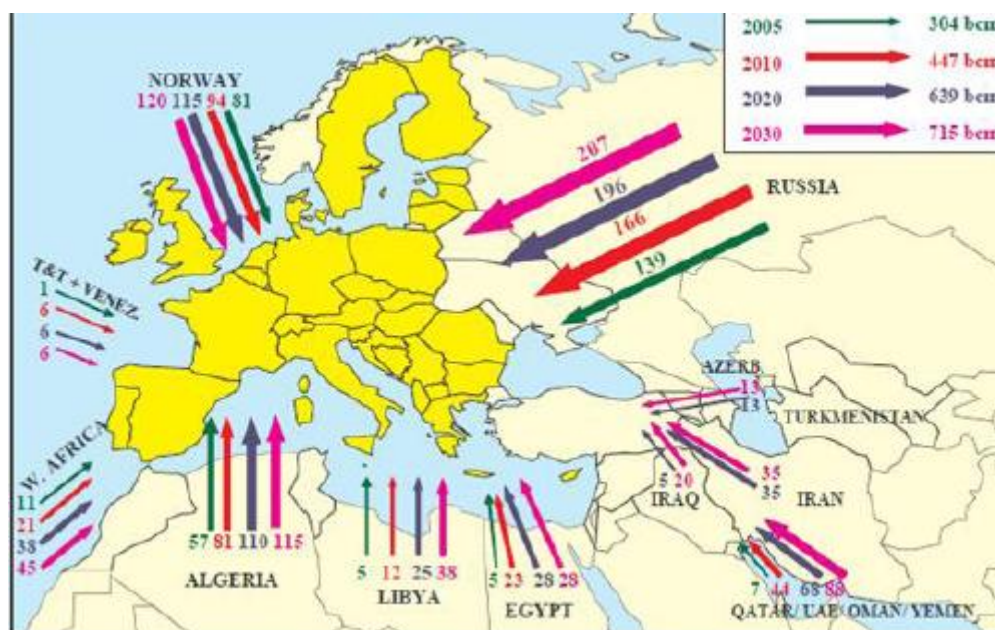 2005 304 bcm
2010 447 bcm
2020 639 bcm
2030 715 bcm
NORWAY
120 115 94 81
207
196
166
139
RUSSIA
T&T + VENEZ.
1
6
6
6
AZERB
13
13
TURKMENISTAN
W. AFRICA
11
21
38
45
57 81 110 115
ALGERIA
5 12 25 38
LIBYA
5 23 28 28
EGYPT
5 20
IRAQ
35
35
IRAN
7 44 68 88
QATAR/ UAE/ OMAN/ YEMEN